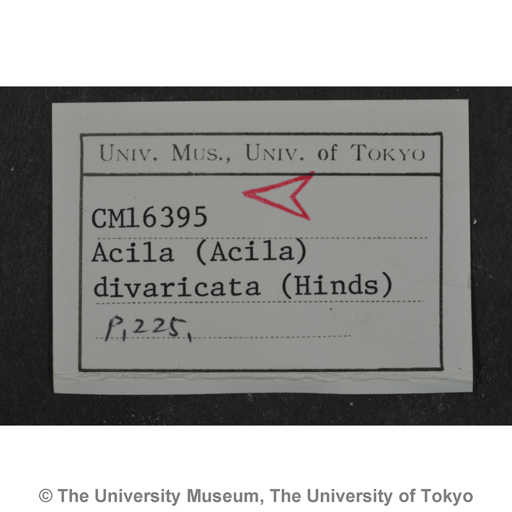 Univ. Mus., Univ. of Tokyo
CM16395
Acila (Acila)
divaricata (Hinds)
P, 225,
© The University Museum, The University of Tokyo